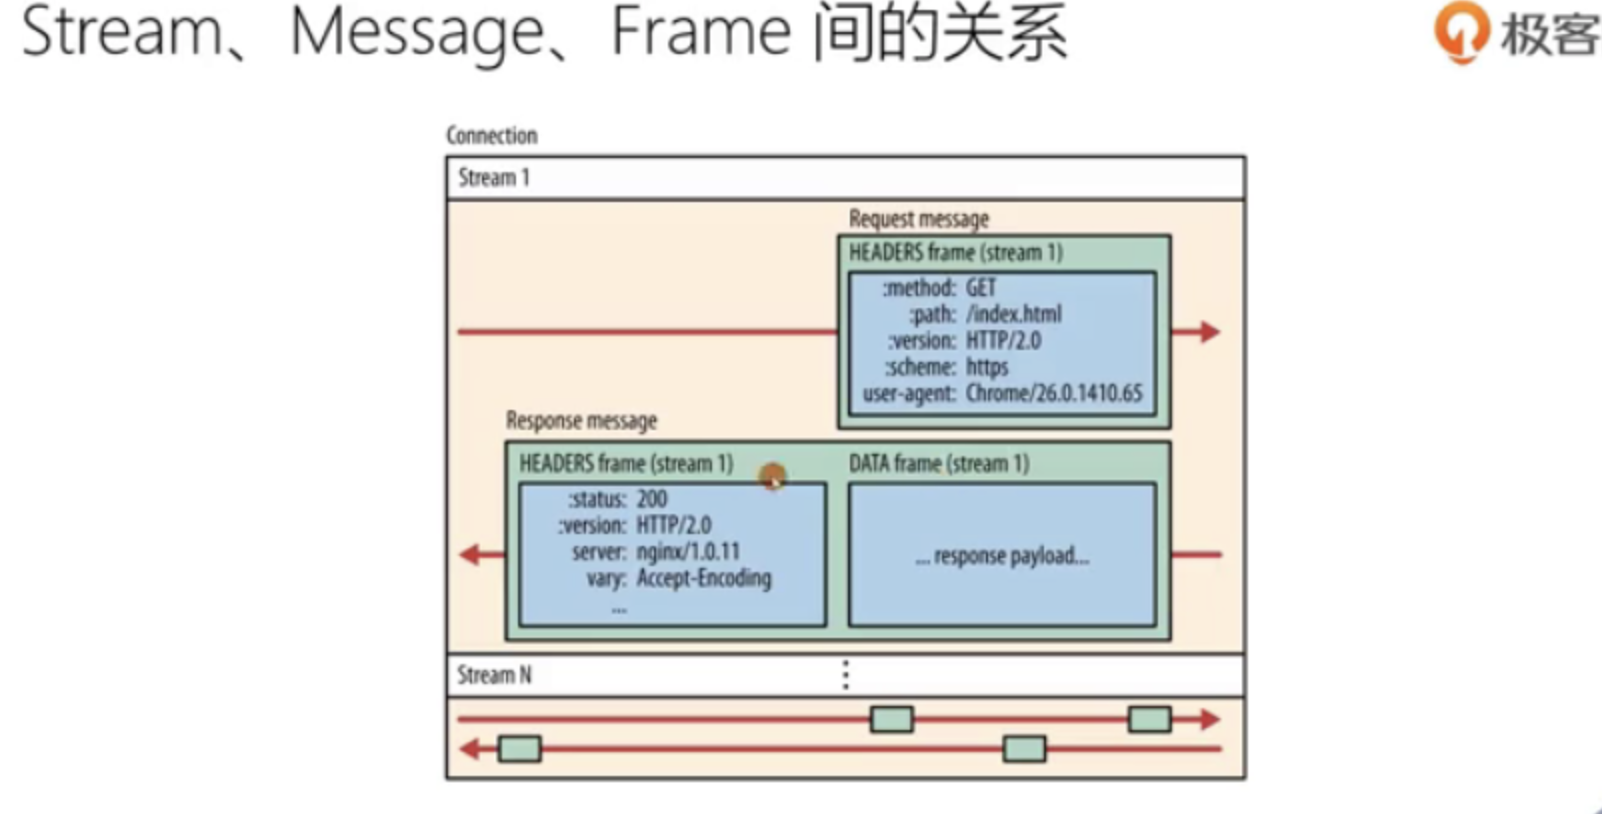 Stream、Message、Frame 间的关系
极客
Connection
Stream 1
Request message
HEADERS frame (stream 1)
:method: GET
:path: /index.html
:version: HTTP/2.0
:scheme: https
user-agent: Chrome/26.0.1410.65
Response message
HEADERS frame (stream 1)
:status: 200
:version: HTTP/2.0
server: nginx/1.0.11
vary: Accept-Encoding
...
DATA frame (stream 1)
... response payload...
Stream N